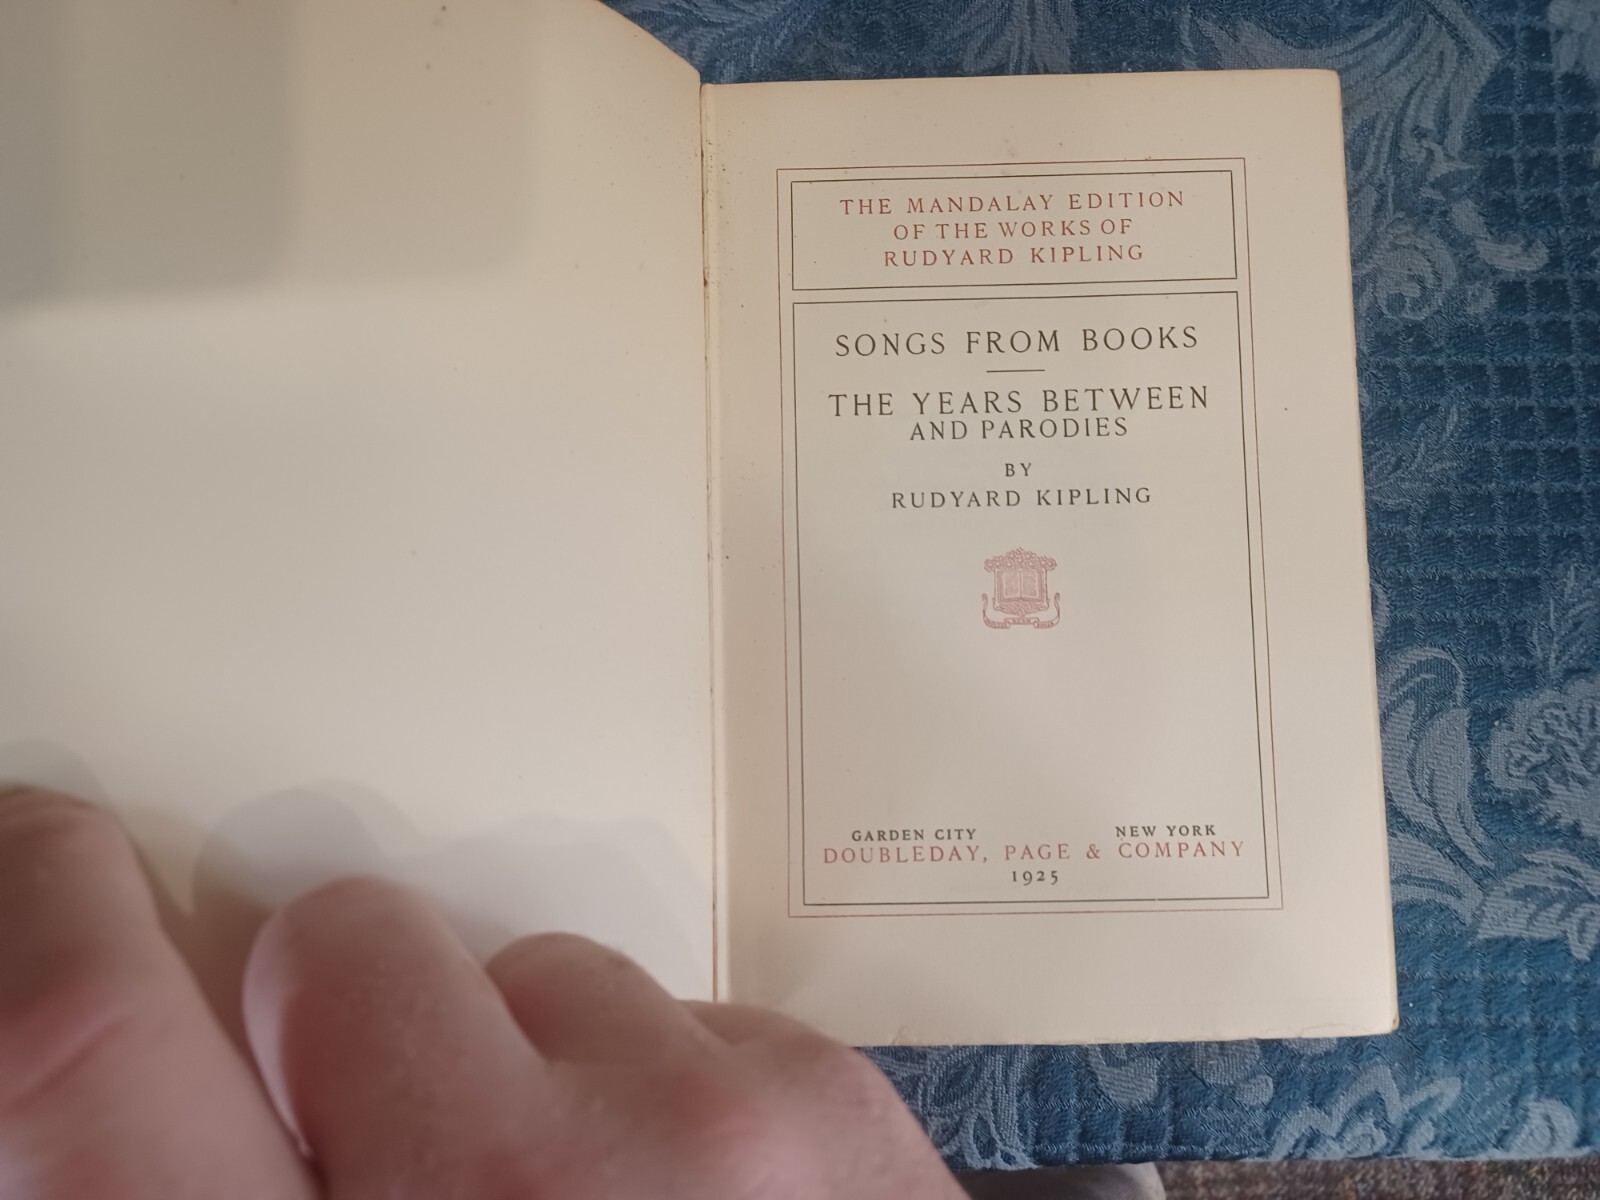 THE MANDALAY EDITION
OF THE WORKS OF
RUDYARD KIPLING
SONGS FROM BOOKS
THE YEARS BETWEEN
AND PARODIES
BY
RUDYARD KIPLING
GARDEN CITY NEW YORK
DOUBLEDAY, PAGE & COMPANY
1925